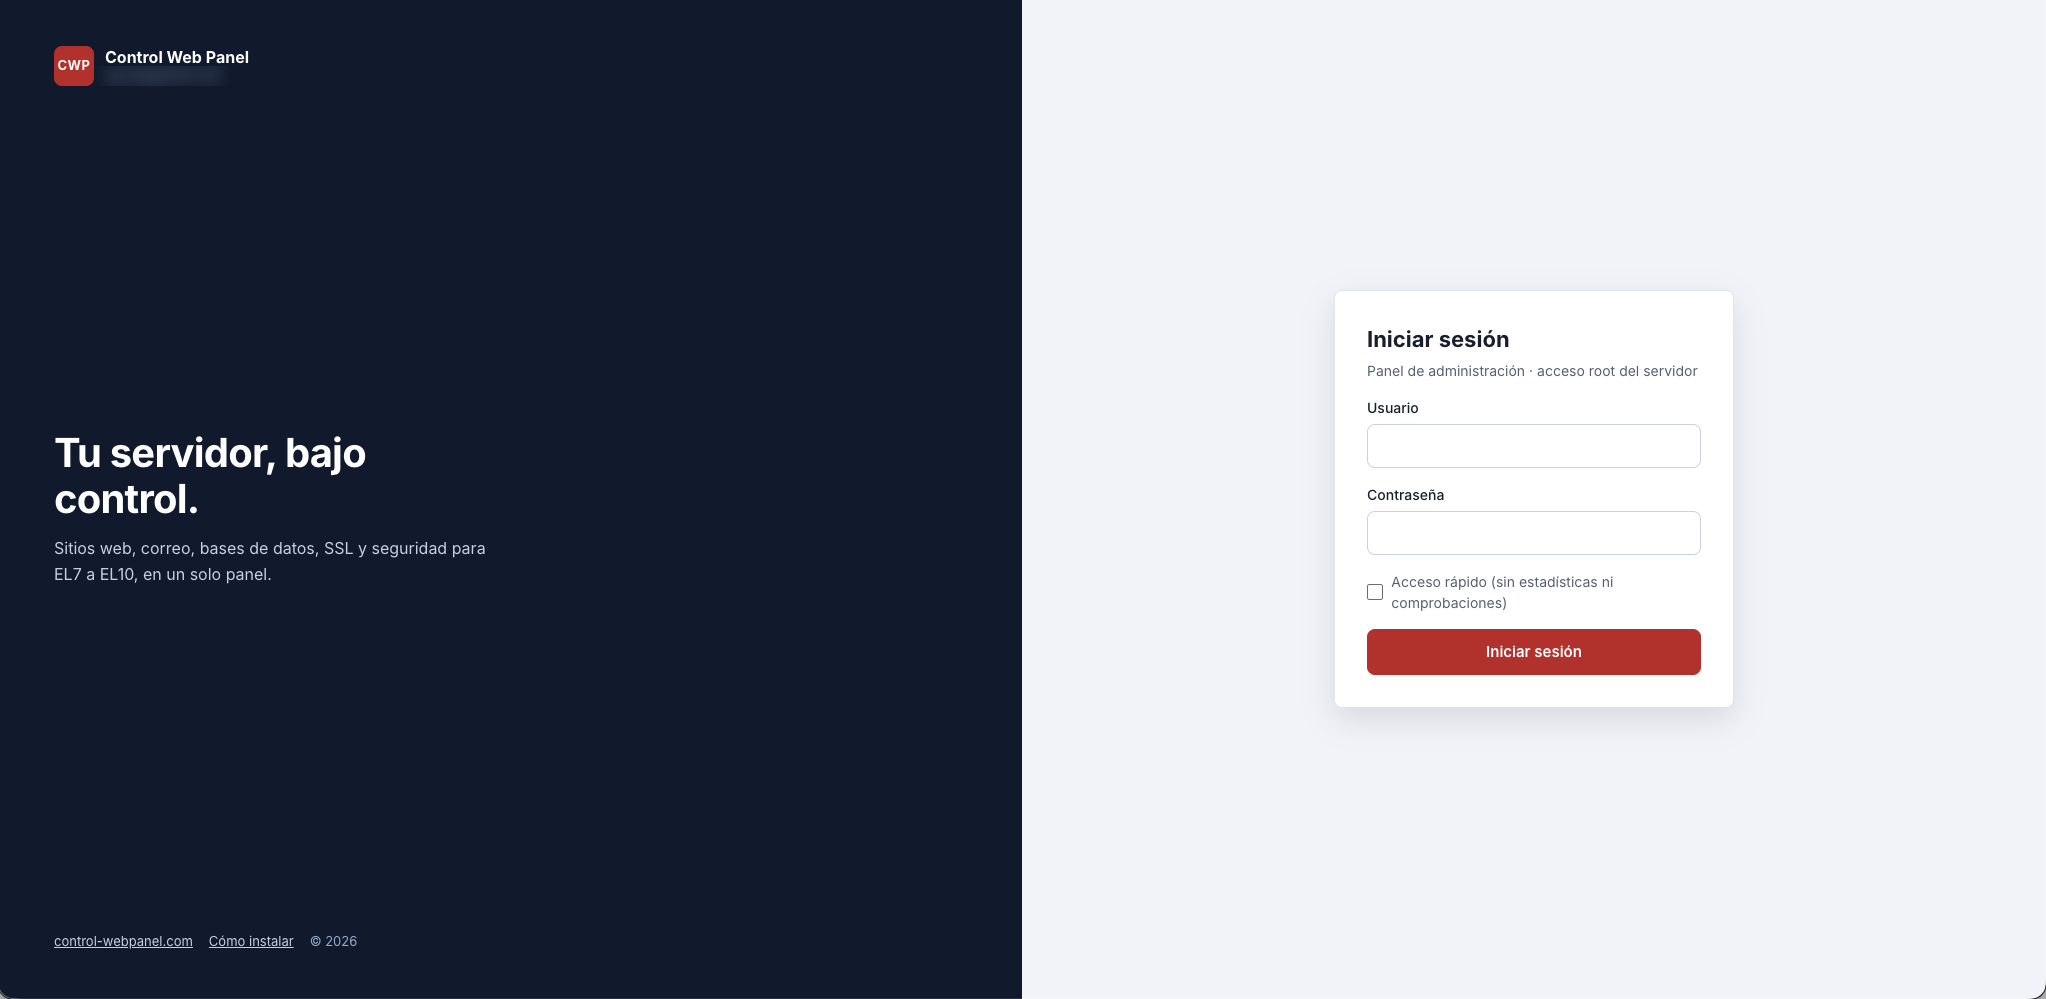 CWP
Control Web Panel
Tu servidor, bajo
control.
Sitios web, correo, bases de datos, SSL y seguridad para
EL7 a EL10, en un solo panel.
control-webpanel.com Cómo instalar © 2026
Iniciar sesión
Panel de administración · acceso root del servidor
Usuario
Contraseña
Acceso rápido (sin estadísticas ni
comprobaciones)
Iniciar sesión